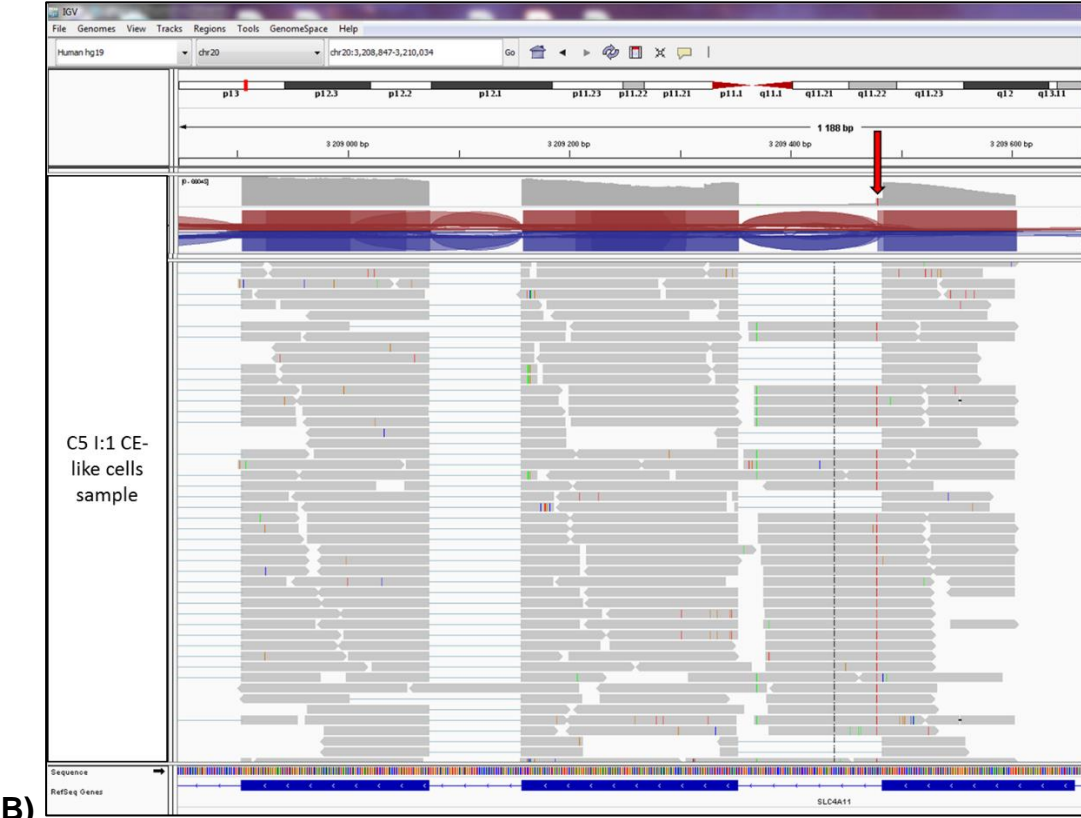 IGV
File Genomes View Tracks Regions Tools GenomeSpace Help
Human hg19 chr20 chr20:3,208,847-3,210,034 Go
p13 p12.3 p12.2 p12.1 p11.23 p11.22 p11.21 p11.1 q11.1 q11.21 q11.22 q11.23 q12 q13.11
1 188 bp
3 209 000 bp 3 209 200 bp 3 209 400 bp 3 209 600 bp
C5 I:1 CE-
like cells
sample
Sequence
RefSeq Genes
SLC4A11
B)